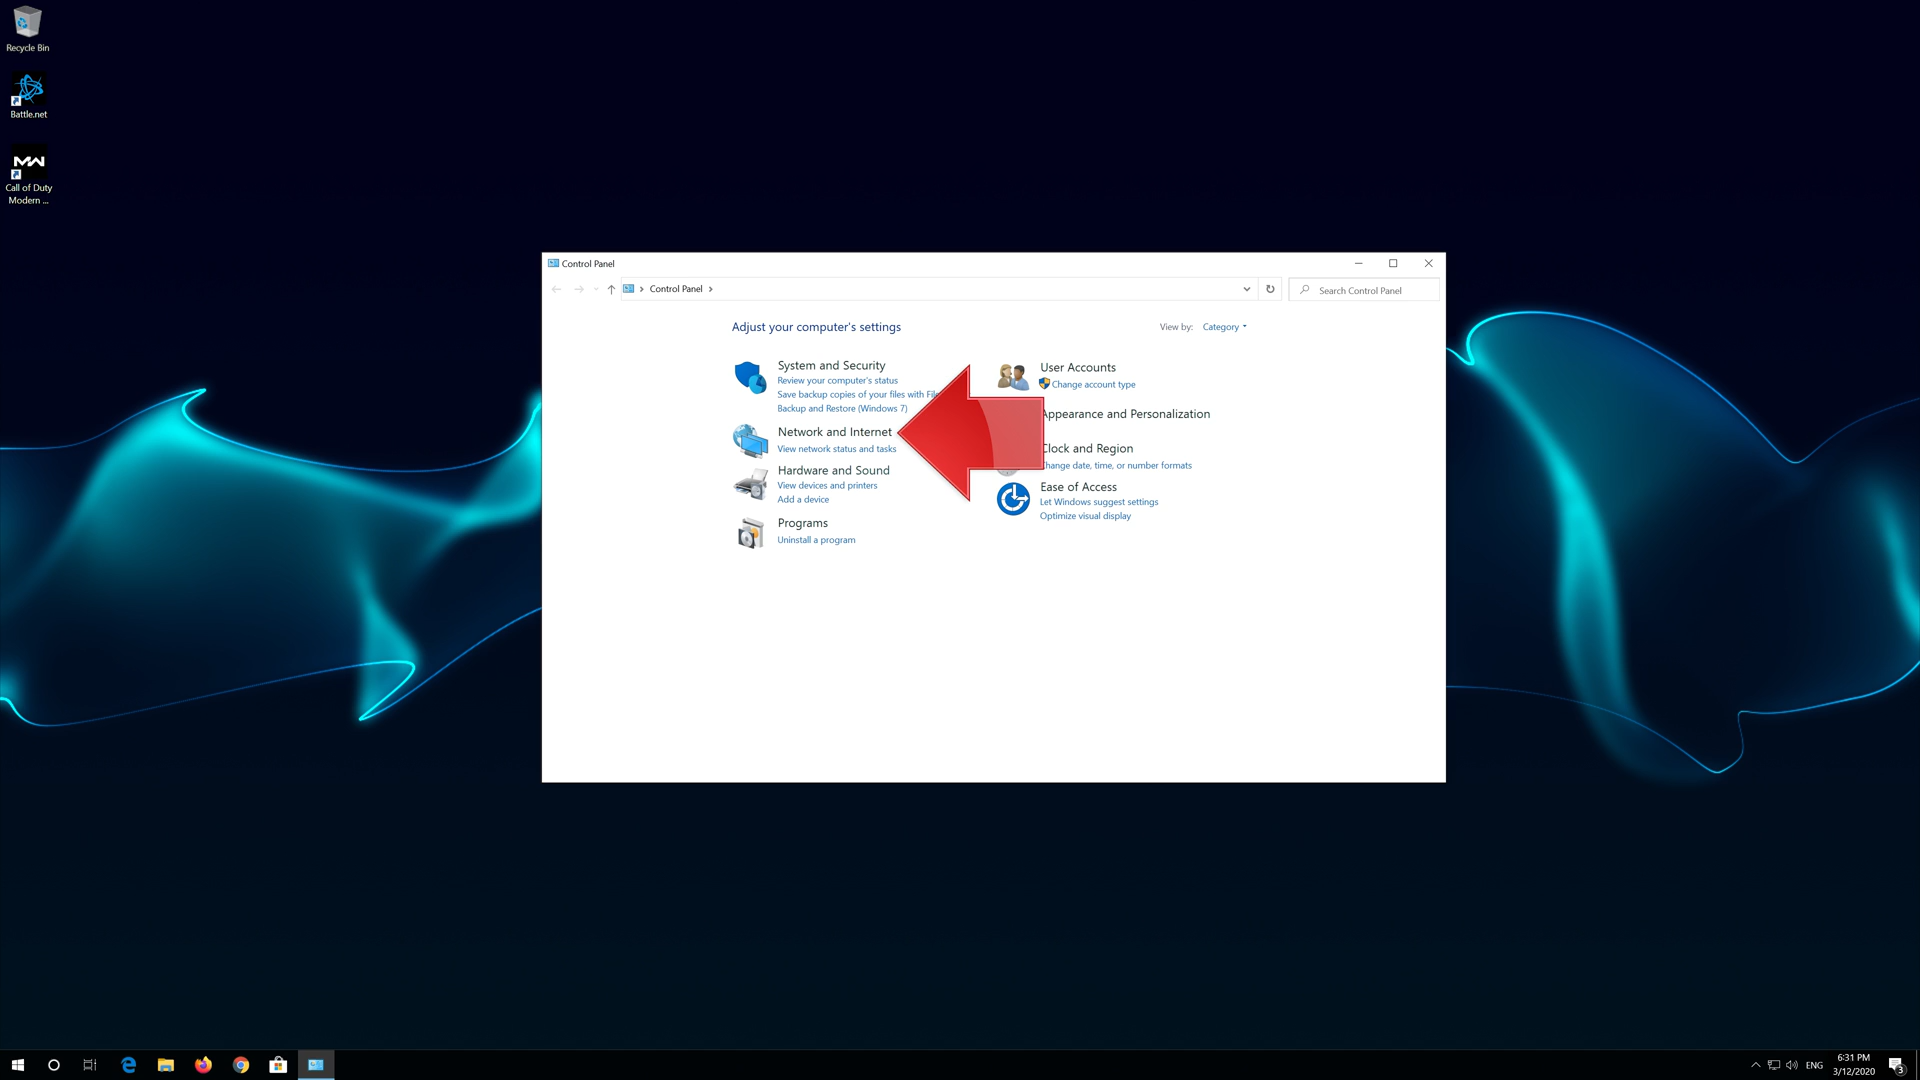 Recycle Bin
Battle.net
MW
Call of Duty
Modern ...
Control Panel
Control Panel
Search Control Panel
Adjust your computer's settings
View by: Category
System and Security
Review your computer's status
Save backup copies of your files with
Backup and Restore (Windows 7)
Network and Internet
View network status and tasks
Hardware and Sound
View devices and printers
Add a device
Programs
Uninstall a program
User Accounts
Change account type
Appearance and Personalization
Clock and Region
Change date, time, or number formats
Ease of Access
Let Windows suggest settings
Optimize visual display
ENG
6:31 PM
3/12/2020
3